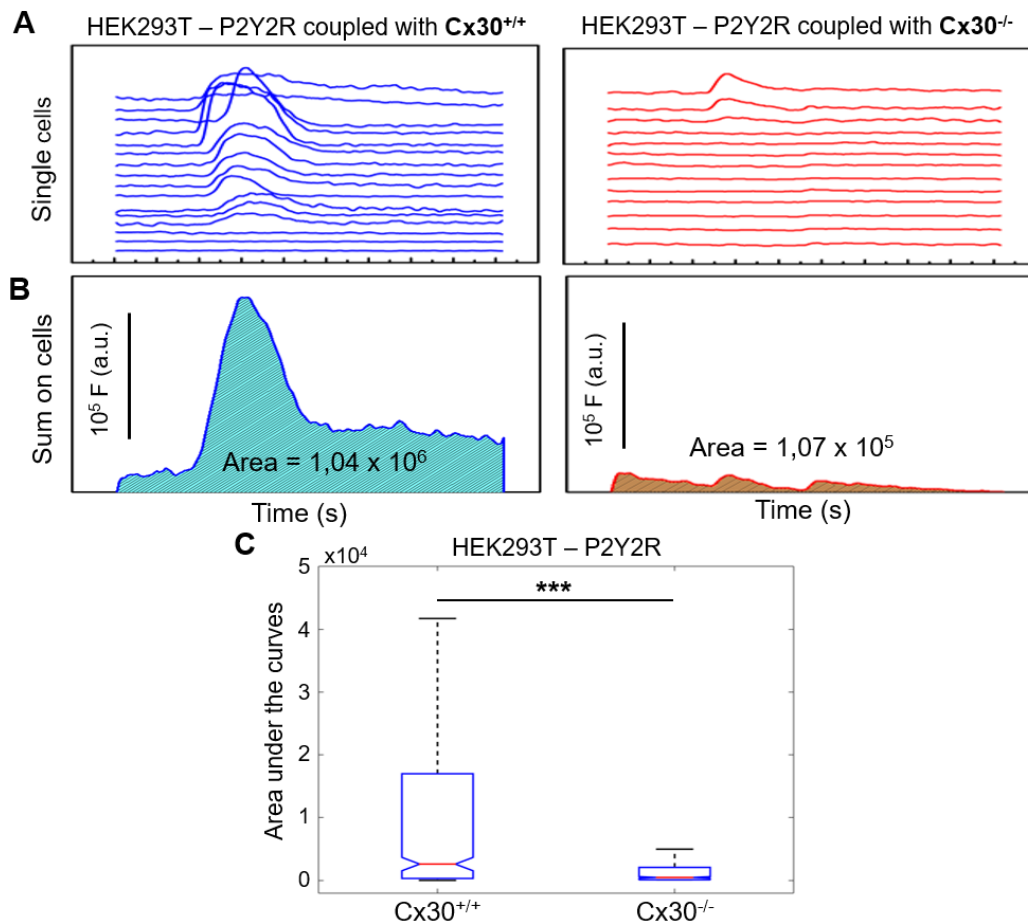 A
HEK293T – P2Y2R coupled with Cx30+/+
HEK293T – P2Y2R coupled with Cx30-/-
Single cells
B
Sum on cells
10⁵ F (a.u.)
Area = 1,04 x 10⁶
Time (s)
10⁵ F (a.u.)
Area = 1,07 x 10⁵
Time (s)
C
HEK293T – P2Y2R
x10⁴
Area under the curves
5
4
3
2
1
0
***
Cx30+/+
Cx30-/-